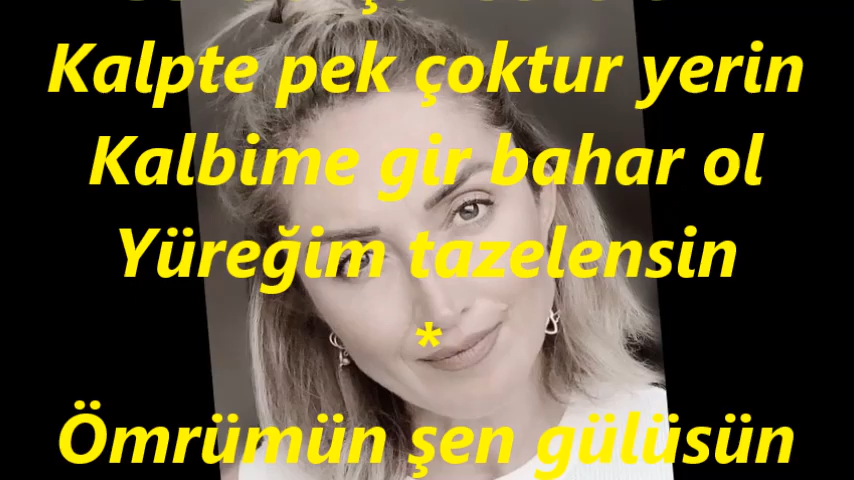 Kalpte pek çoktur yerin
Kalbime gir bahar ol
Yüreğim tazelensin
*
Ömrümün şen gülüsün